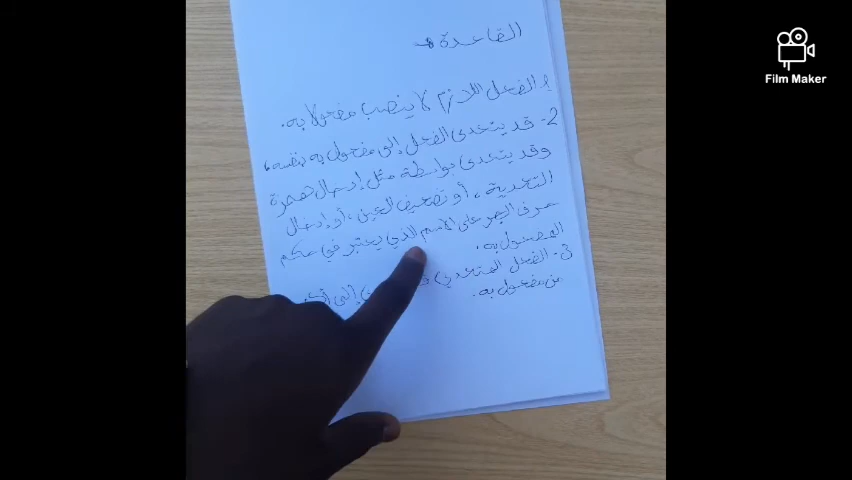 القاعدة
1- الفعل اللازم لا ينصب مفعولا به.
2- قد يتعدى الفعل إلى مفعول به بنفسه،
وقد يتعدى بواسطة مثل إدخال همزة
التعدية، أو تضعيف العين، أو إدخال
حرف الجر على الاسم الذي يعتبر في حكم
المفعول به.
3- الفعل المتعدي إلى أكثر
من مفعول به.
Film Maker